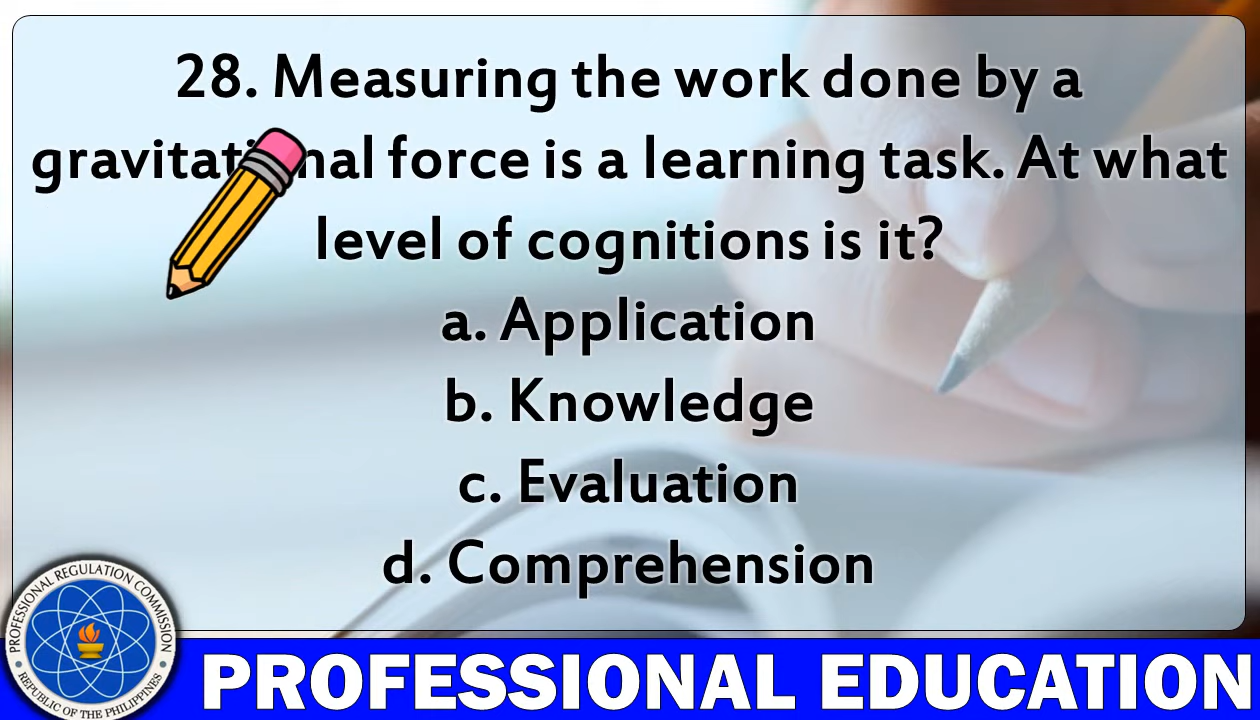 28. Measuring the work done by a
gravitational force is a learning task. At what
level of cognitions is it?
a. Application
b. Knowledge
c. Evaluation
d. Comprehension
PROFESSIONAL REGULATION COMMISSION
REPUBLIC OF THE PHILIPPINES
PROFESSIONAL EDUCATION